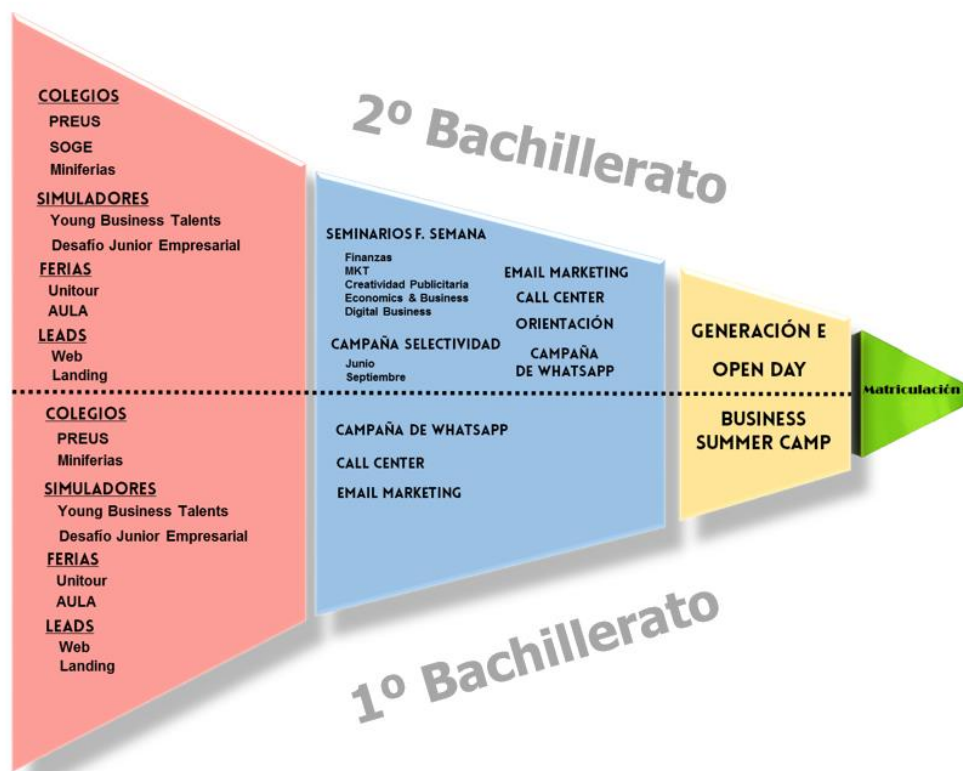 2º Bachillerato
COLEGIOS
PREUS
SOGE
Miniferias
SIMULADORES
Young Business Talents
Desafío Junior Empresarial
FERIAS
Unitour
AULA
LEADS
Web
Landing
SEMINARIOS F. SEMANA
Finanzas
MKT
Creatividad Publicitaria
Economics & Business
Digital Business
CAMPAÑA SELECTIVIDAD
Junio
Septiembre
EMAIL MARKETING
CALL CENTER
ORIENTACIÓN
CAMPAÑA
DE WHATSAPP
GENERACIÓN E
OPEN DAY
Matriculación
COLEGIOS
PREUS
Miniferias
SIMULADORES
Young Business Talents
Desafío Junior Empresarial
FERIAS
Unitour
AULA
LEADS
Web
Landing
CAMPAÑA DE WHATSAPP
CALL CENTER
EMAIL MARKETING
BUSINESS
SUMMER CAMP
1º Bachillerato